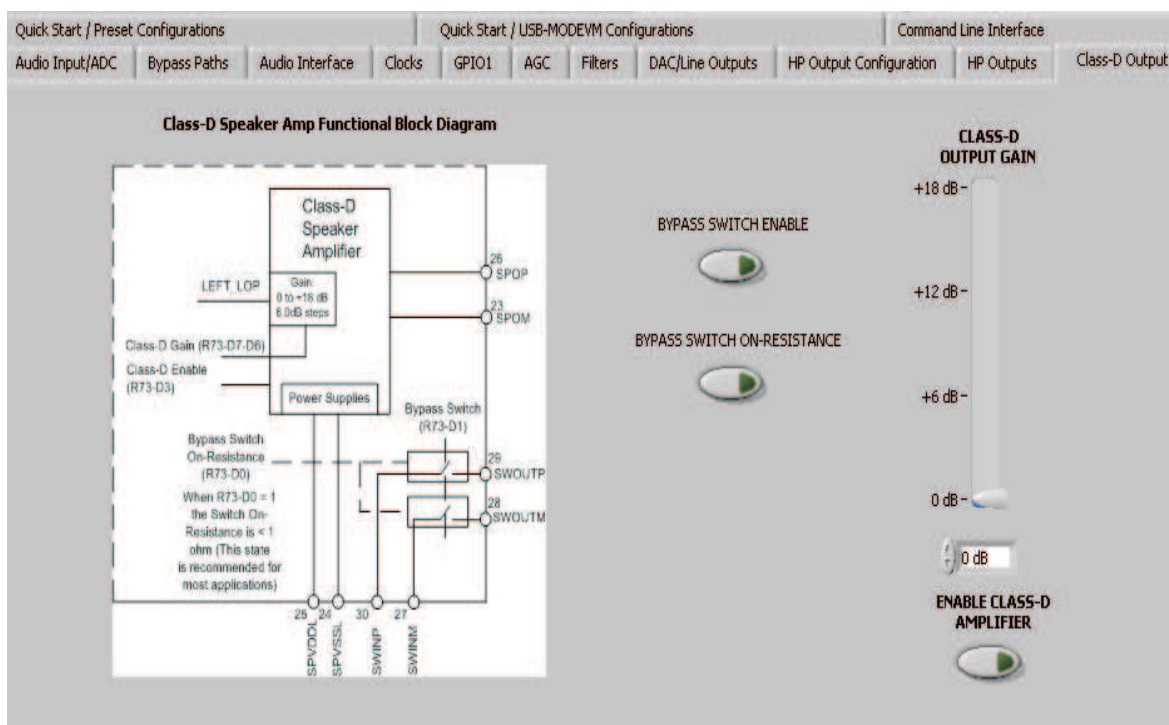 Quick Start / Preset Configurations
Quick Start / USB-MODEVM Configurations
Command Line Interface
Audio Input/ADC
Bypass Paths
Audio Interface
Clocks
GPIO1
AGC
Filters
DAC/Line Outputs
HP Output Configuration
HP Outputs
Class-D Output
Class-D Speaker Amp Functional Block Diagram
Class-D
Speaker
Amplifier
LEFT_LOP
Gain:
0 to +18 dB
6.0dB steps
26
SPOP
23
SPOM
Class-D Gain (R73-D7-D6)
Class-D Enable
(R73-D3)
Power Supplies
Bypass Switch
(R73-D1)
Bypass Switch
On-Resistance
(R73-D0)
When R73-D0 = 1
the Switch On-
Resistance is < 1
ohm (This state
is recommended for
most applications)
29
SWOUTP
28
SWOUTM
25
24
30
27
SPVDDL
SPVSSL
SWINP
SWINM
BYPASS SWITCH ENABLE
BYPASS SWITCH ON-RESISTANCE
CLASS-D
OUTPUT GAIN
+18 dB
+12 dB
+6 dB
0 dB
0 dB
ENABLE CLASS-D
AMPLIFIER